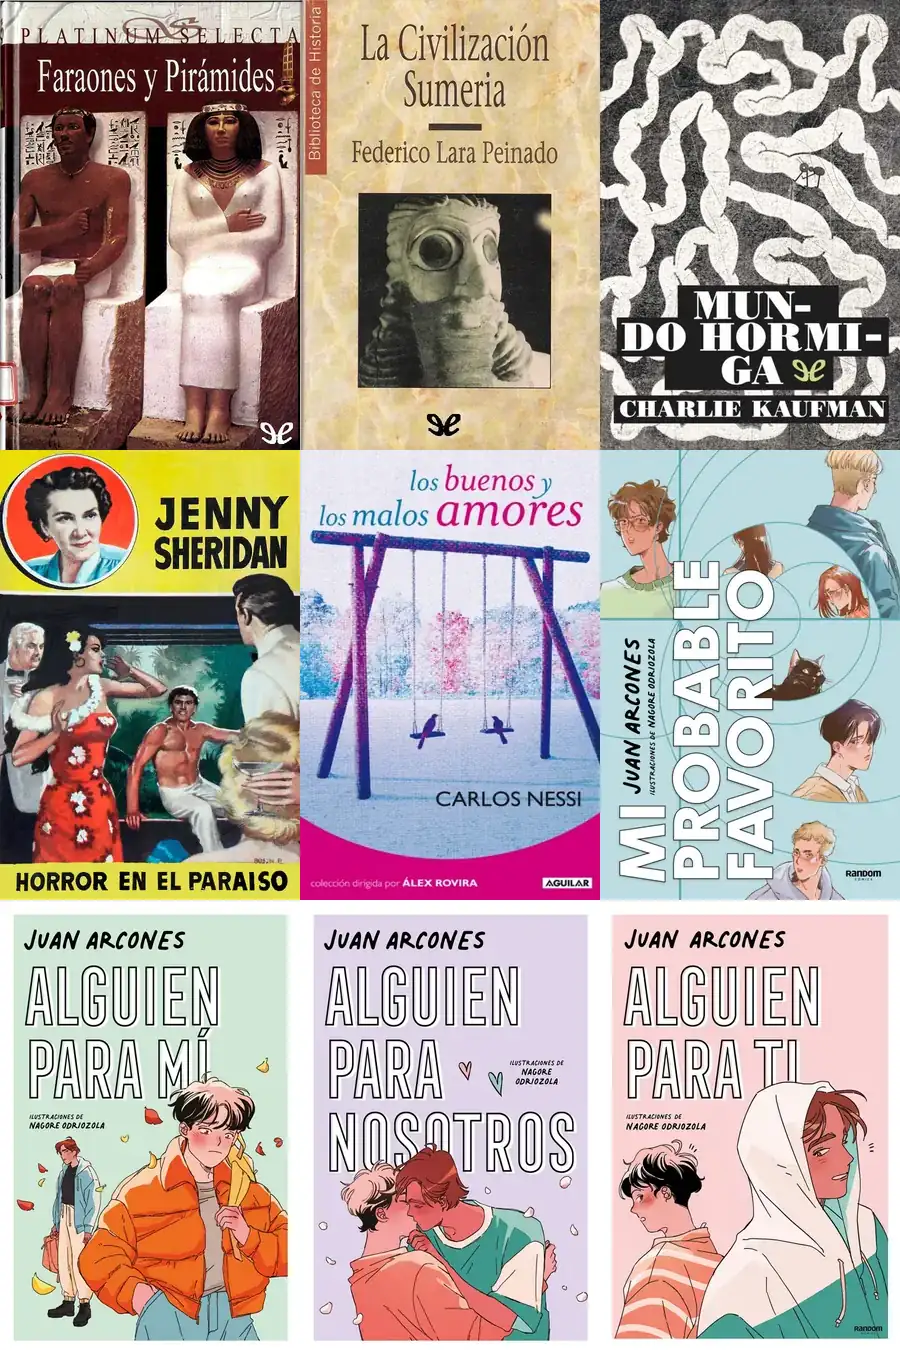 PLATINUM SELECTA
Faraones y Pirámides
Biblioteca de Historia
La Civilización
Sumeria
Federico Lara Peinado
MUN-
DO HORMI-
GA
CHARLIE KAUFMAN
JENNY
SHERIDAN
HORROR EN EL PARAISO
los buenos y
los malos amores
CARLOS NESSI
colección dirigida por ÁLEX ROVIRA
AGUILAR
JUAN ARCONES
ILUSTRACIONES DE NAGORE ODRIOZOLA
MI
PROBABLE
FAVORITO
RANDOM
COMICS
JUAN ARCONES
ALGUIEN
PARA MÍ
ILUSTRACIONES DE
NAGORE ODRIOZOLA
JUAN ARCONES
ALGUIEN
PARA
NOSOTROS
ILUSTRACIONES DE
NAGORE
ODRIOZOLA
JUAN ARCONES
ALGUIEN
PARA TI
ILUSTRACIONES DE
NAGORE ODRIOZOLA
RANDOM